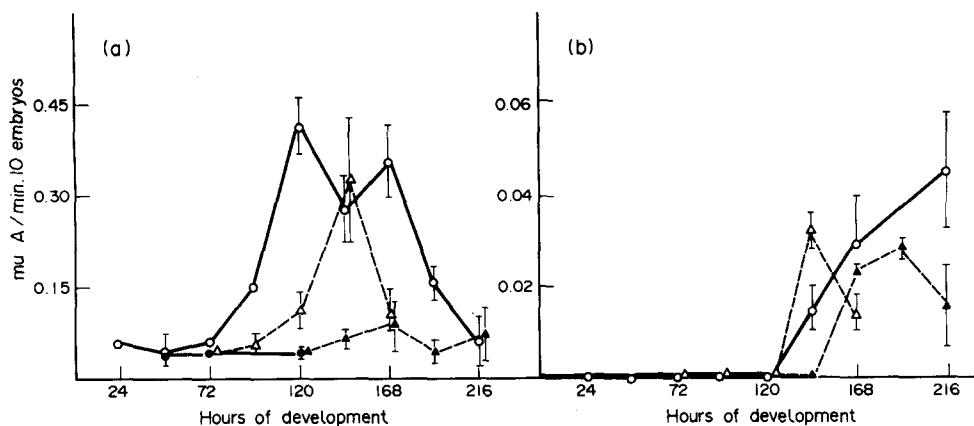 (a)
mu A/min. 10 embryos
0.45
0.30
0.15
24 72 120 168 216
Hours of development
(b)
0.06
0.04
0.02
24 72 120 168 216
Hours of development